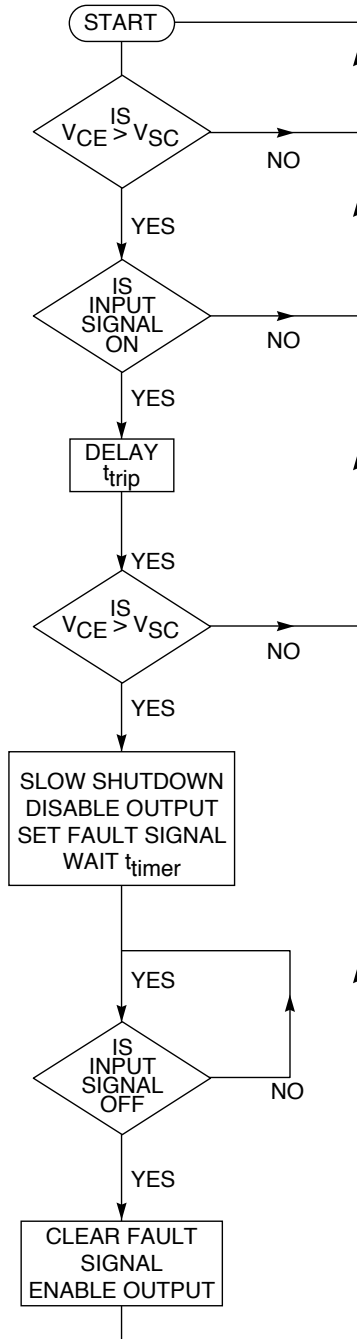 START
IS
VCE > VSC
NO
YES
IS
INPUT
SIGNAL
ON
NO
YES
DELAY
ttrip
YES
IS
VCE > VSC
NO
YES
SLOW SHUTDOWN
DISABLE OUTPUT
SET FAULT SIGNAL
WAIT ttimer
YES
IS
INPUT
SIGNAL
OFF
NO
YES
CLEAR FAULT
SIGNAL
ENABLE OUTPUT